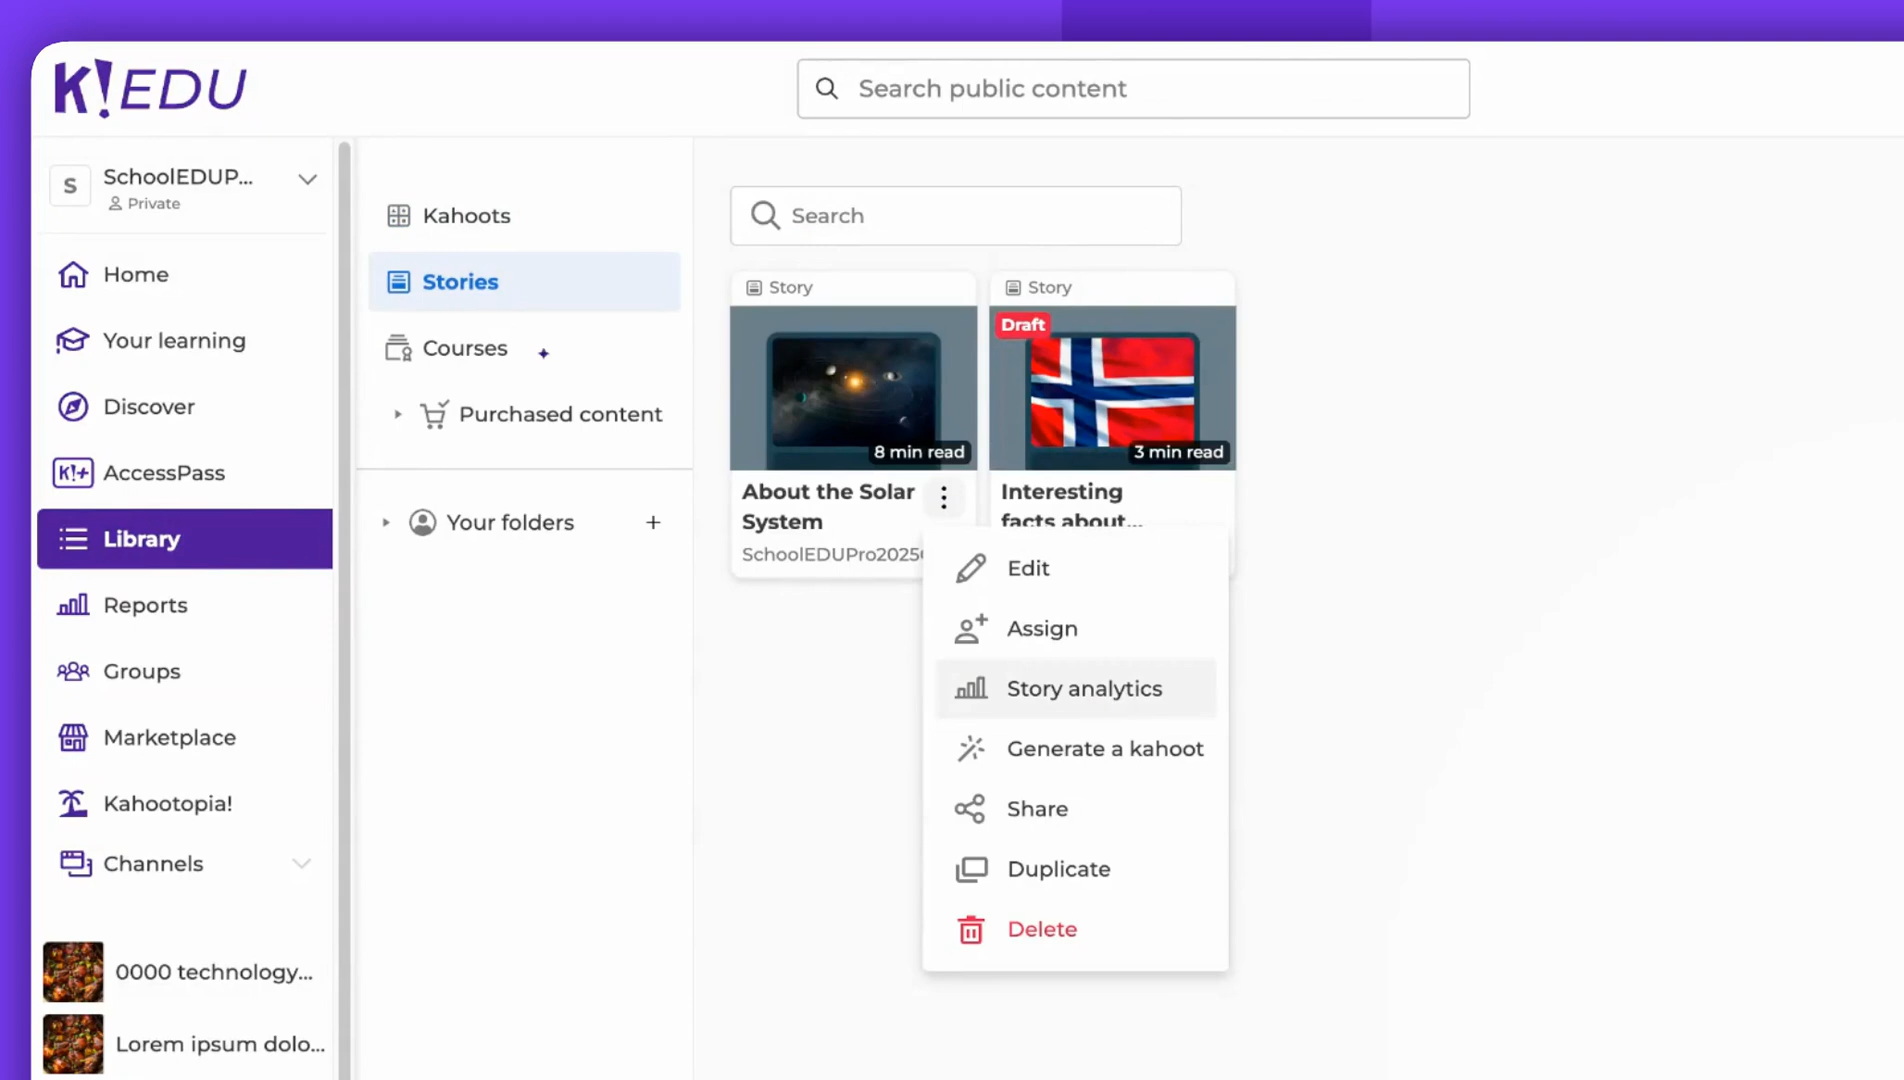 K!EDU
Search public content
S
SchoolEDUP...
Private
Home
Your learning
Discover
K!+ AccessPass
Library
Reports
Groups
Marketplace
Kahootopia!
Channels
0000 technology...
Lorem ipsum dolo...
Kahoots
Stories
Courses
Purchased content
Your folders +
Search
Story
8 min read
About the Solar
System
SchoolEDUPro2025
Story
Draft
3 min read
Interesting
facts about...
Edit
Assign
Story analytics
Generate a kahoot
Share
Duplicate
Delete